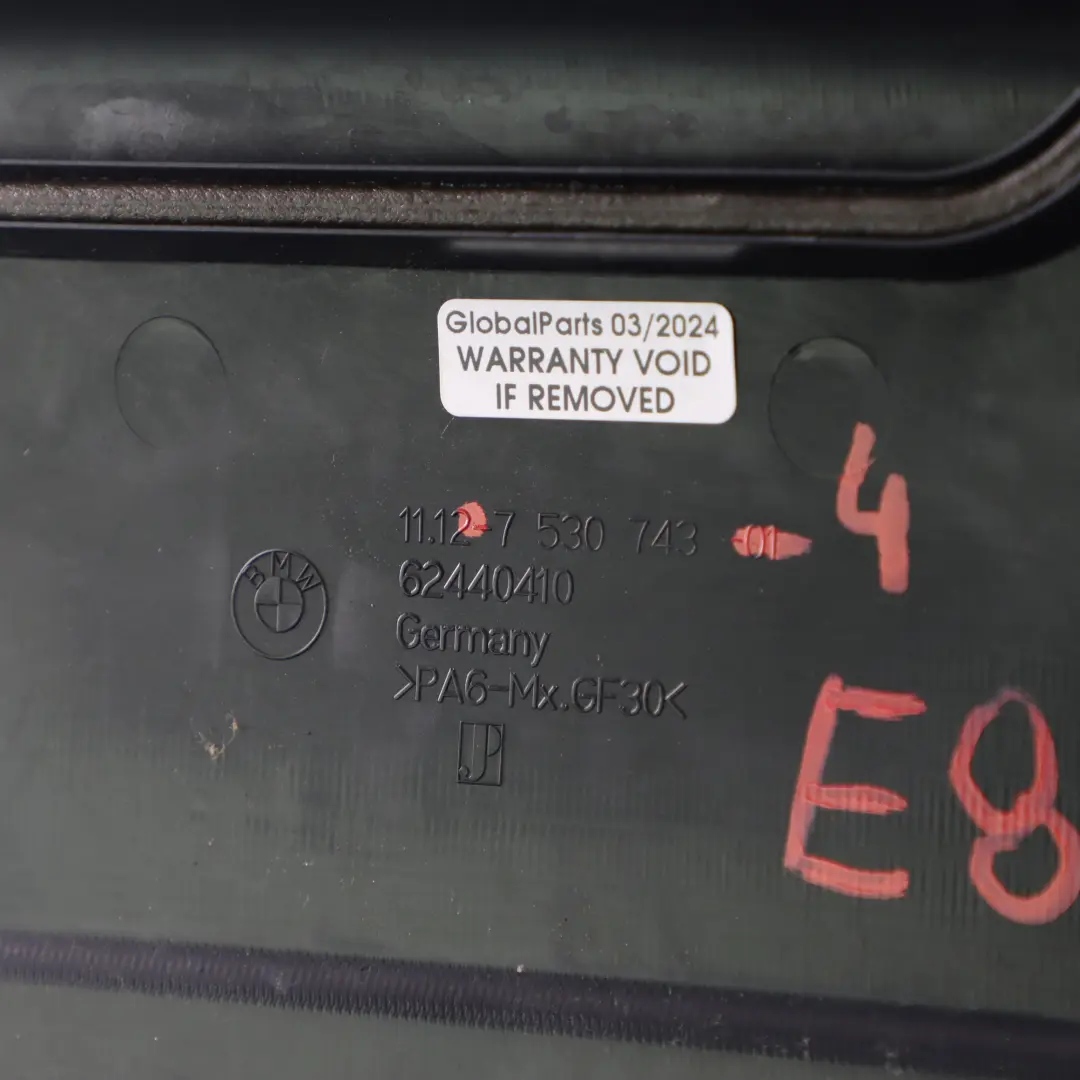 GlobalParts 03/2024
WARRANTY VOID
IF REMOVED
4
11.12-7 530 743 -01
BMW
62440410
Germany
>PA6-Mx.GF30<
JP
E8